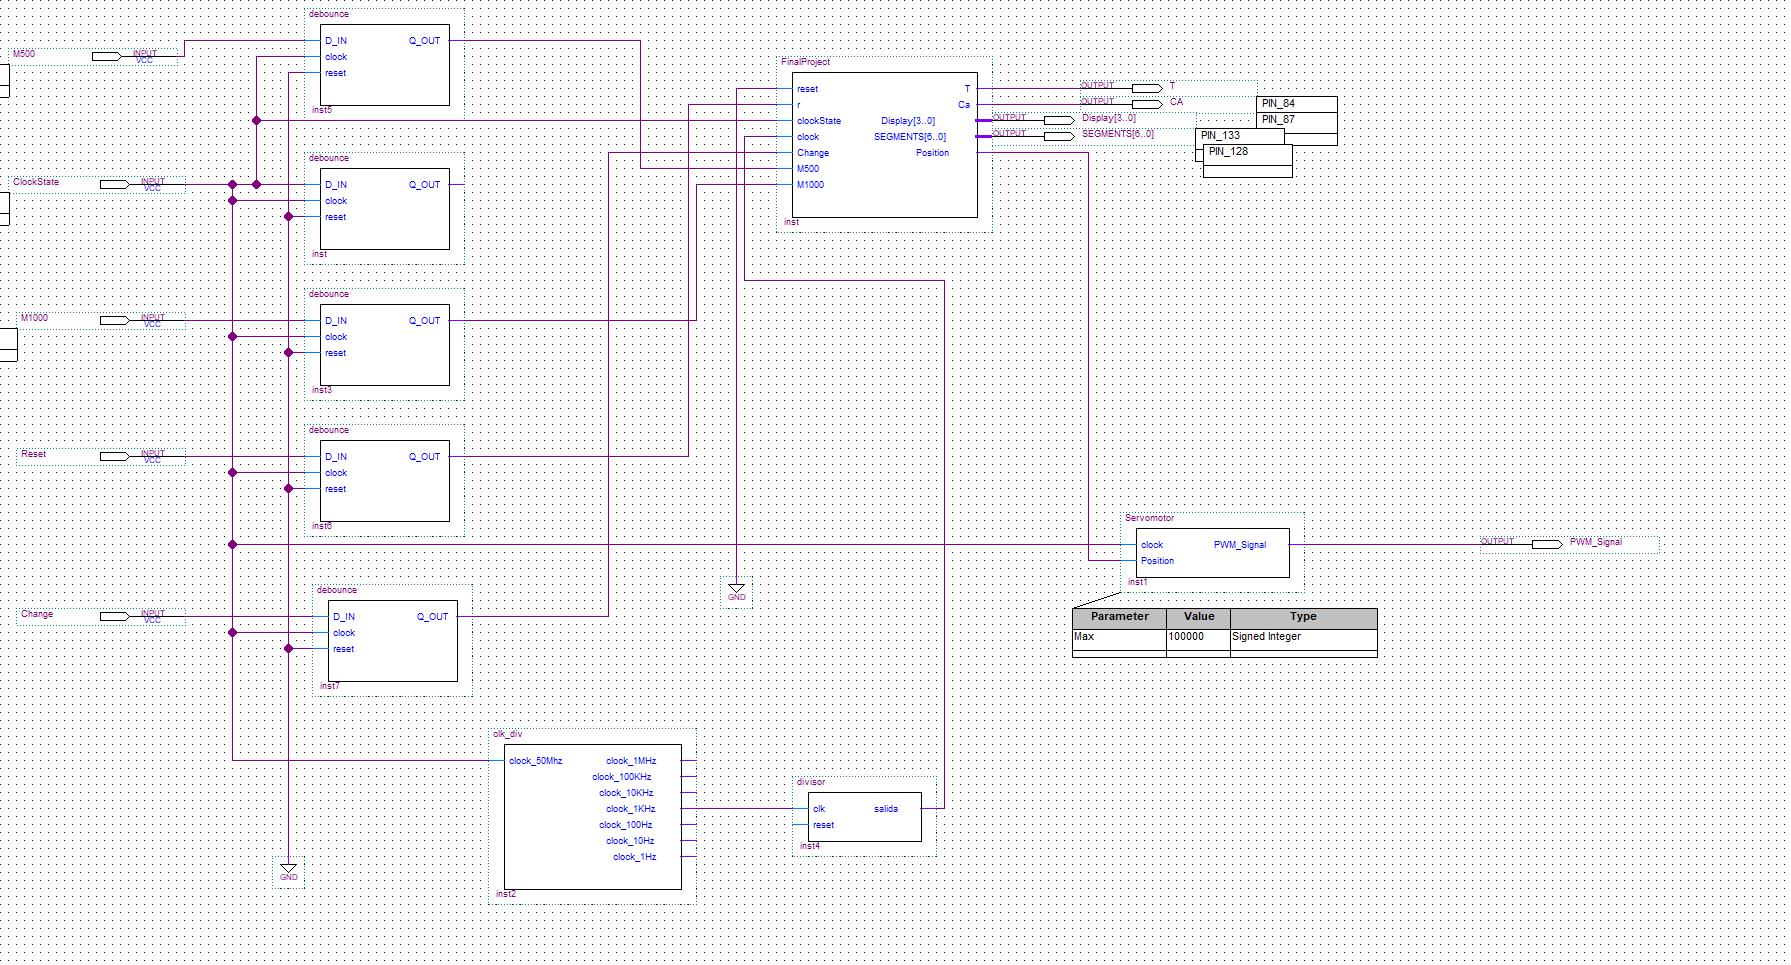 debounce
D_IN Q_OUT
clock
reset
inst5
M500 INPUT VCC
FinalProject
reset T
r Ca
clockState Display[3..0]
clock SEGMENTS[6..0]
Change Position
M500
M1000
inst
OUTPUT T
OUTPUT CA
OUTPUT Display[3..0]
OUTPUT SEGMENTS[6..0]
PIN_84
PIN_87
PIN_133
PIN_128
debounce
ClockState INPUT VCC
D_IN Q_OUT
clock
reset
inst
debounce
M1000 INPUT VCC
D_IN Q_OUT
clock
reset
inst3
debounce
Reset INPUT VCC
D_IN Q_OUT
clock
reset
inst6
Servomotor
clock PWM_Signal
Position
inst1
OUTPUT PWM_Signal
GND
Parameter Value Type
Max 100000 Signed Integer
debounce
Change INPUT VCC
D_IN Q_OUT
clock
reset
inst7
clk_div
clock_50Mhz clock_1MHz
clock_100KHz
clock_10KHz
clock_1KHz
clock_100Hz
clock_10Hz
clock_1Hz
inst2
divisor
clk salida
reset
inst4
GND